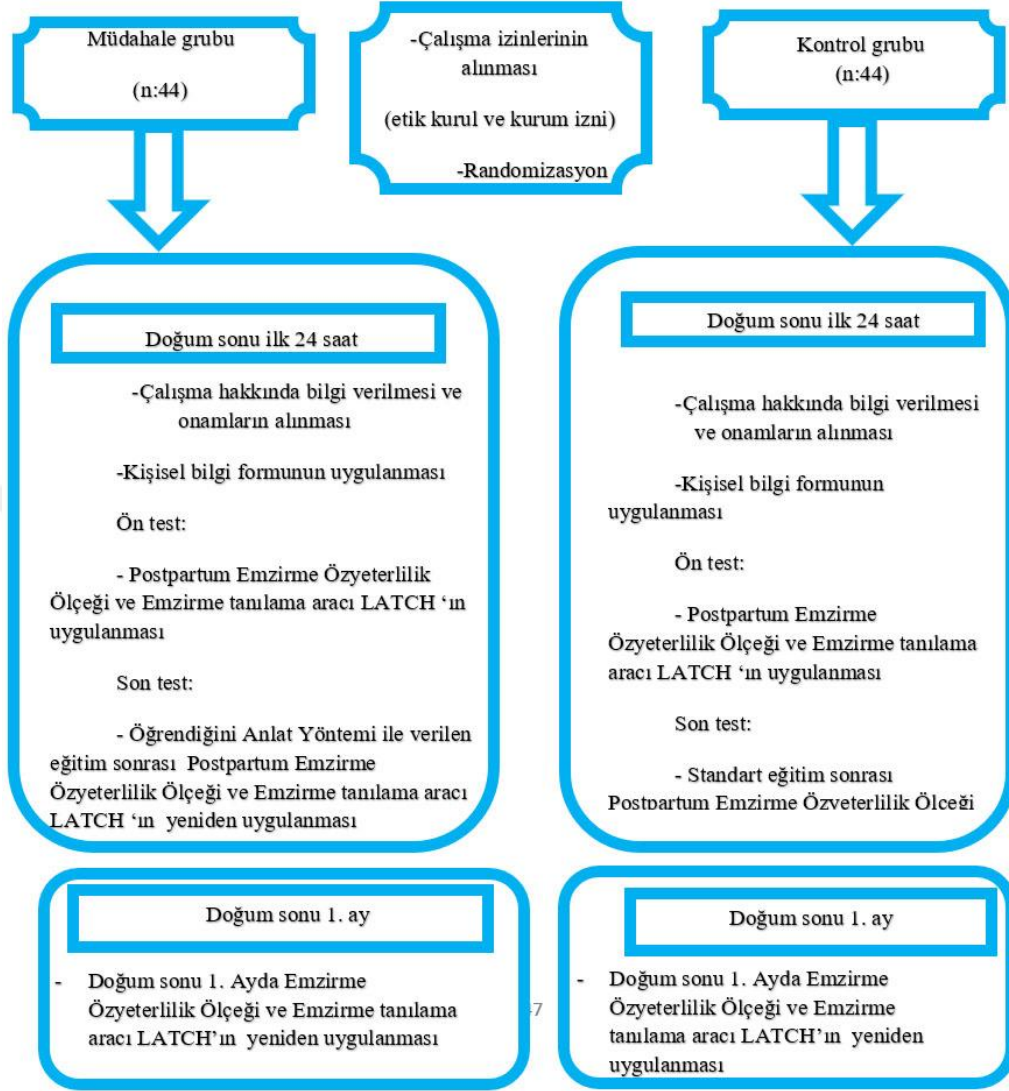 Müdahale grubu
(n:44)
-Çalışma izinlerinin
alınması
(etik kurul ve kurum izni)
-Randomizasyon
Kontrol grubu
(n:44)
Doğum sonu ilk 24 saat
-Çalışma hakkında bilgi verilmesi ve
onamların alınması
-Kişisel bilgi formunun uygulanması
Ön test:
- Postpartum Emzirme Özyeterlilik
Ölçeği ve Emzirme tanılama aracı LATCH ‘ın
uygulanması
Son test:
- Öğrendiğini Anlat Yöntemi ile verilen
eğitim sonrası Postpartum Emzirme
Özyeterlilik Ölçeği ve Emzirme tanılama aracı
LATCH ‘ın yeniden uygulanması
Doğum sonu ilk 24 saat
-Çalışma hakkında bilgi verilmesi
ve onamların alınması
-Kişisel bilgi formunun
uygulanması
Ön test:
- Postpartum Emzirme
Özyeterlilik Ölçeği ve Emzirme tanılama
aracı LATCH ‘ın uygulanması
Son test:
- Standart eğitim sonrası
Postpartum Emzirme Özyeterlilik Ölçeği
Doğum sonu 1. ay
- Doğum sonu 1. Ayda Emzirme
Özyeterlilik Ölçeği ve Emzirme tanılama
aracı LATCH’ın yeniden uygulanması
Doğum sonu 1. ay
- Doğum sonu 1. Ayda Emzirme
Özyeterlilik Ölçeği ve Emzirme
tanılama aracı LATCH’ın yeniden
uygulanması